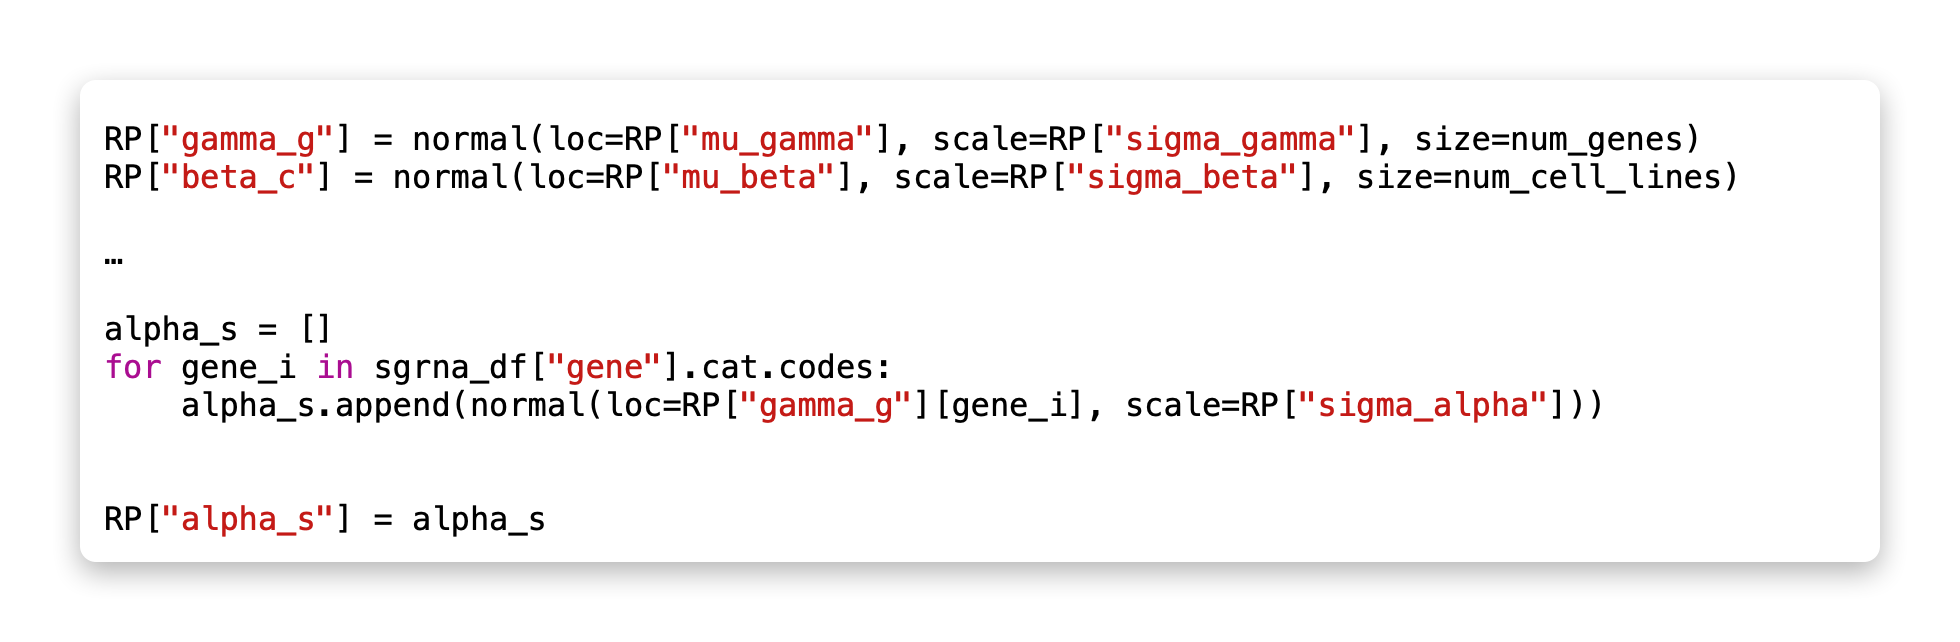 RP["gamma_g"] = normal(loc=RP["mu_gamma"], scale=RP["sigma_gamma"], size=num_genes)
RP["beta_c"] = normal(loc=RP["mu_beta"], scale=RP["sigma_beta"], size=num_cell_lines)
…
alpha_s = []
for gene_i in sgrna_df["gene"].cat.codes:
    alpha_s.append(normal(loc=RP["gamma_g"][gene_i], scale=RP["sigma_alpha"]))
RP["alpha_s"] = alpha_s